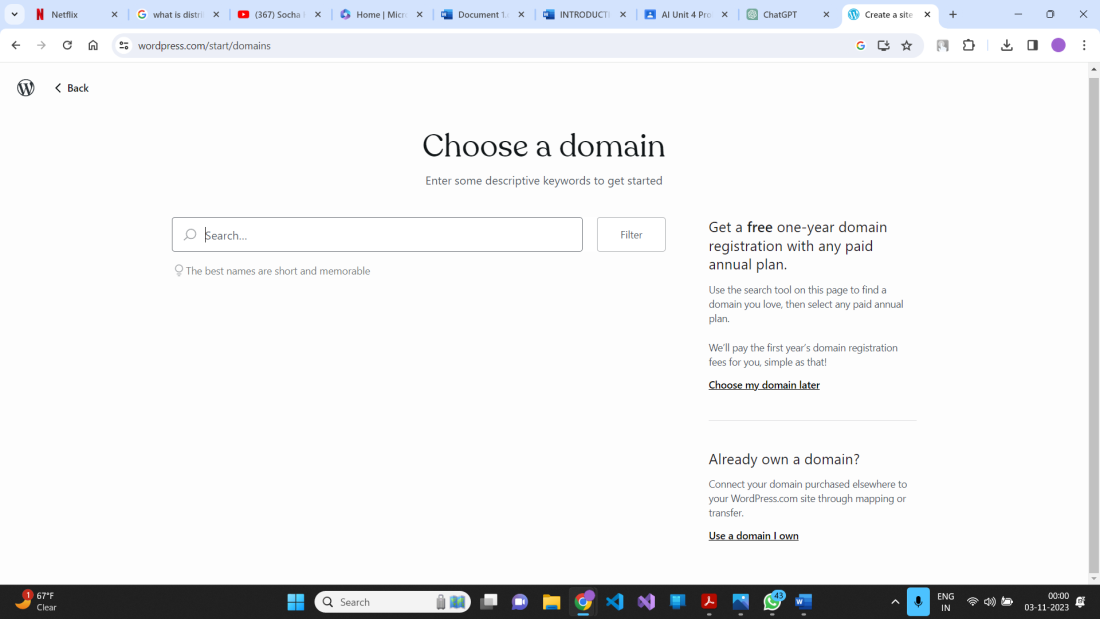 Netflix
what is distri
(367) Socha
Home | Micr
Document 1
INTRODUCTI
AI Unit 4 Pro
ChatGPT
Create a site
wordpress.com/start/domains
Back
Choose a domain
Enter some descriptive keywords to get started
Search...
Filter
The best names are short and memorable
Get a free one-year domain
registration with any paid
annual plan.
Use the search tool on this page to find a
domain you love, then select any paid annual
plan.
We'll pay the first year's domain registration
fees for you, simple as that!
Choose my domain later
Already own a domain?
Connect your domain purchased elsewhere to
your WordPress.com site through mapping or
transfer.
Use a domain I own
1
67°F
Clear
Search
43
ENG
IN
00:00
03-11-2023